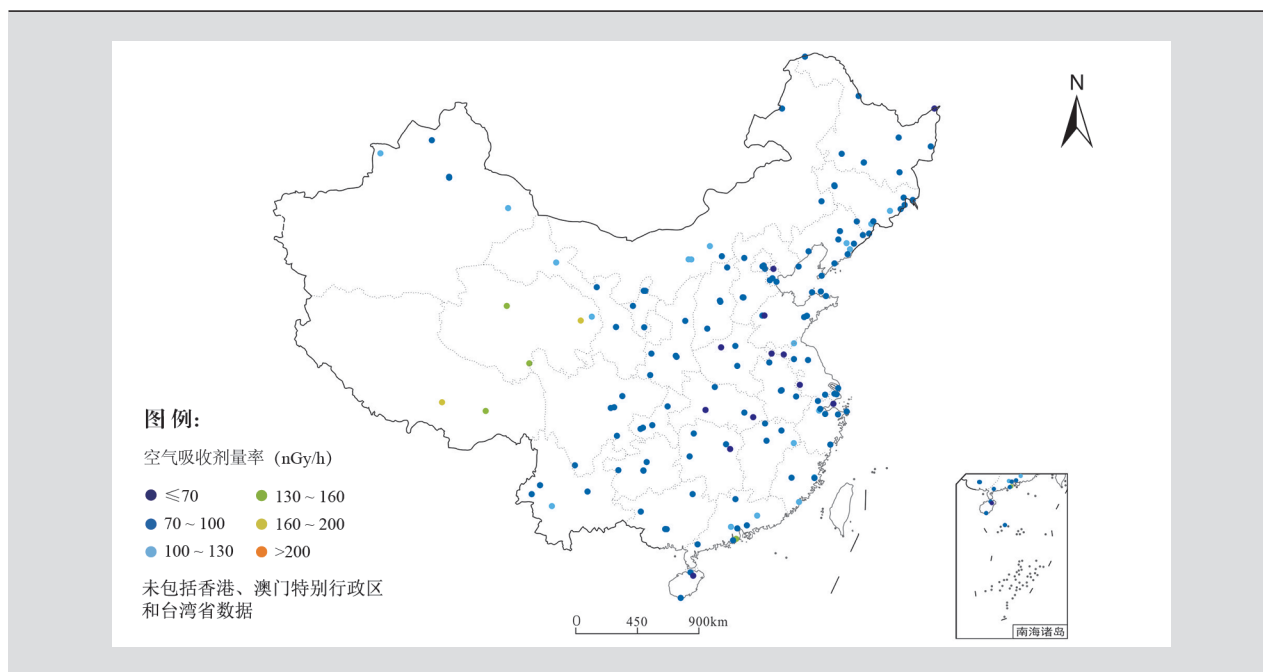 N
图 例:
空气吸收剂量率（nGy/h）
≤70
130 ~ 160
70 ~ 100
160 ~ 200
100 ~ 130
>200
未包括香港、澳门特别行政区
和台湾省数据
0 450 900km
南海诸岛